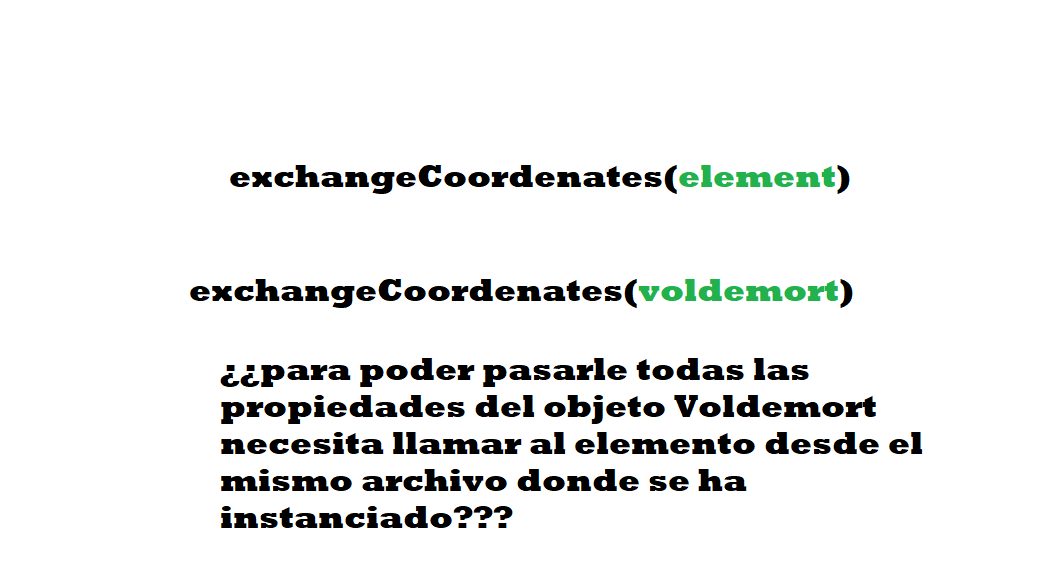 exchangeCoordenates(element)
exchangeCoordenates(voldemort)
¿¿para poder pasarle todas las
propiedades del objeto Voldemort
necesita llamar al elemento desde el
mismo archivo donde se ha
instanciado???